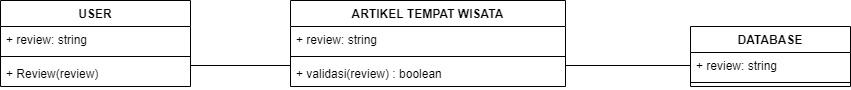 USER
+ review: string
+ Review(review)
ARTIKEL TEMPAT WISATA
+ review: string
+ validasi(review) : boolean
DATABASE
+ review: string